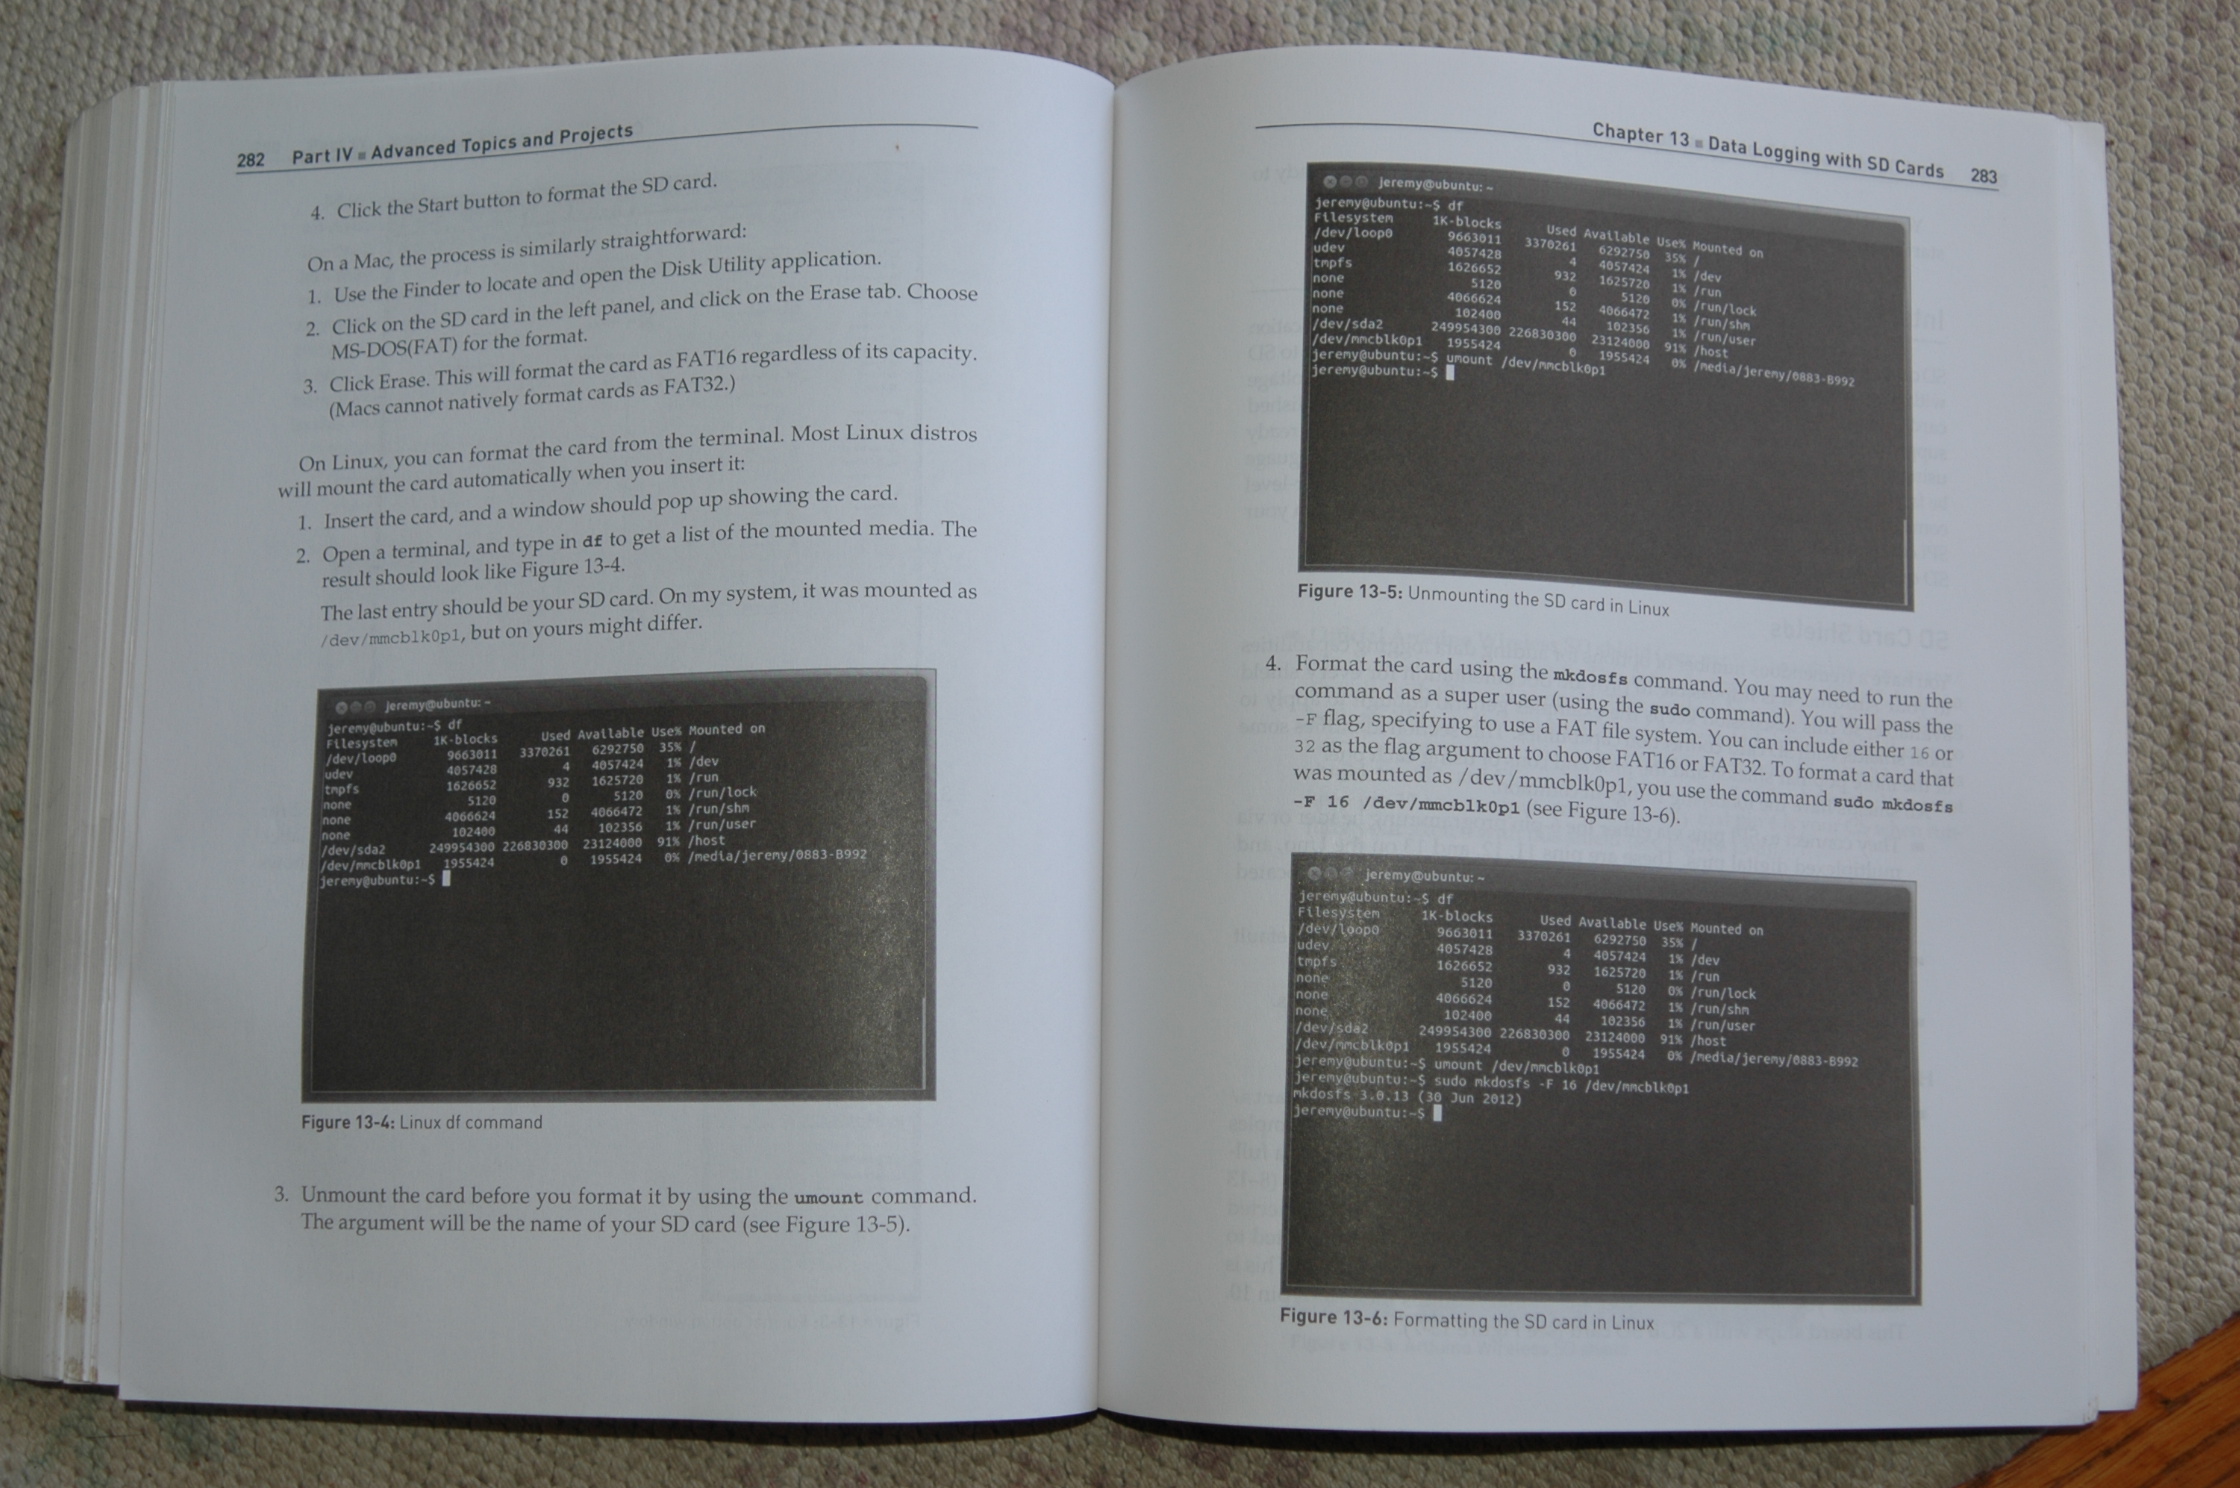 282 Part IV ■ Advanced Topics and Projects
4. Click the Start button to format the SD card.
On a Mac, the process is similarly straightforward:
1. Use the Finder to locate and open the Disk Utility application.
2. Click on the SD card in the left panel, and click on the Erase tab. Choose
MS-DOS(FAT) for the format.
3. Click Erase. This will format the card as FAT16 regardless of its capacity.
(Macs cannot natively format cards as FAT32.)
On Linux, you can format the card from the terminal. Most Linux distros
will mount the card automatically when you insert it:
1. Insert the card, and a window should pop up showing the card.
2. Open a terminal, and type in df to get a list of the mounted media. The
result should look like Figure 13-4.
The last entry should be your SD card. On my system, it was mounted as
/dev/mmcblk0p1, but on yours might differ.
jeremy@ubuntu: ~
jeremy@ubuntu:~$ df
Filesystem 1K-blocks Used Available Use% Mounted on
/dev/loop0 9663011 3370261 6292750 35% /
udev 4057428 4 4057424 1% /dev
tmpfs 1626652 932 1625720 1% /run
none 5120 0 5120 0% /run/lock
none 4066624 152 4066472 1% /run/shm
none 102400 44 102356 1% /run/user
/dev/sda2 249954300 226830300 23124000 91% /host
/dev/mmcblk0p1 1955424 0 1955424 0% /media/jeremy/0883-B992
jeremy@ubuntu:~$
Figure 13-4: Linux df command
3. Unmount the card before you format it by using the umount command.
The argument will be the name of your SD card (see Figure 13-5).
Chapter 13 ■ Data Logging with SD Cards 283
jeremy@ubuntu: ~
jeremy@ubuntu:~$ df
Filesystem 1K-blocks Used Available Use% Mounted on
/dev/loop0 9663011 3370261 6292750 35% /
udev 4057428 4 4057424 1% /dev
tmpfs 1626652 932 1625720 1% /run
none 5120 0 5120 0% /run/lock
none 4066624 152 4066472 1% /run/shm
none 102400 44 102356 1% /run/user
/dev/sda2 249954300 226830300 23124000 91% /host
/dev/mmcblk0p1 1955424 0 1955424 0% /media/jeremy/0883-B992
jeremy@ubuntu:~$ umount /dev/mmcblk0p1
jeremy@ubuntu:~$
Figure 13-5: Unmounting the SD card in Linux
4. Format the card using the mkdosfs command. You may need to run the
command as a super user (using the sudo command). You will pass the
-F flag, specifying to use a FAT file system. You can include either 16 or
32 as the flag argument to choose FAT16 or FAT32. To format a card that
was mounted as /dev/mmcblk0p1, you use the command sudo mkdosfs
-F 16 /dev/mmcblk0p1 (see Figure 13-6).
jeremy@ubuntu: ~
jeremy@ubuntu:~$ df
Filesystem 1K-blocks Used Available Use% Mounted on
/dev/loop0 9663011 3370261 6292750 35% /
udev 4057428 4 4057424 1% /dev
tmpfs 1626652 932 1625720 1% /run
none 5120 0 5120 0% /run/lock
none 4066624 152 4066472 1% /run/shm
none 102400 44 102356 1% /run/user
/dev/sda2 249954300 226830300 23124000 91% /host
/dev/mmcblk0p1 1955424 0 1955424 0% /media/jeremy/0883-B992
jeremy@ubuntu:~$ umount /dev/mmcblk0p1
jeremy@ubuntu:~$ sudo mkdosfs -F 16 /dev/mmcblk0p1
mkdosfs 3.0.13 (30 Jun 2012)
jeremy@ubuntu:~$
Figure 13-6: Formatting the SD card in Linux